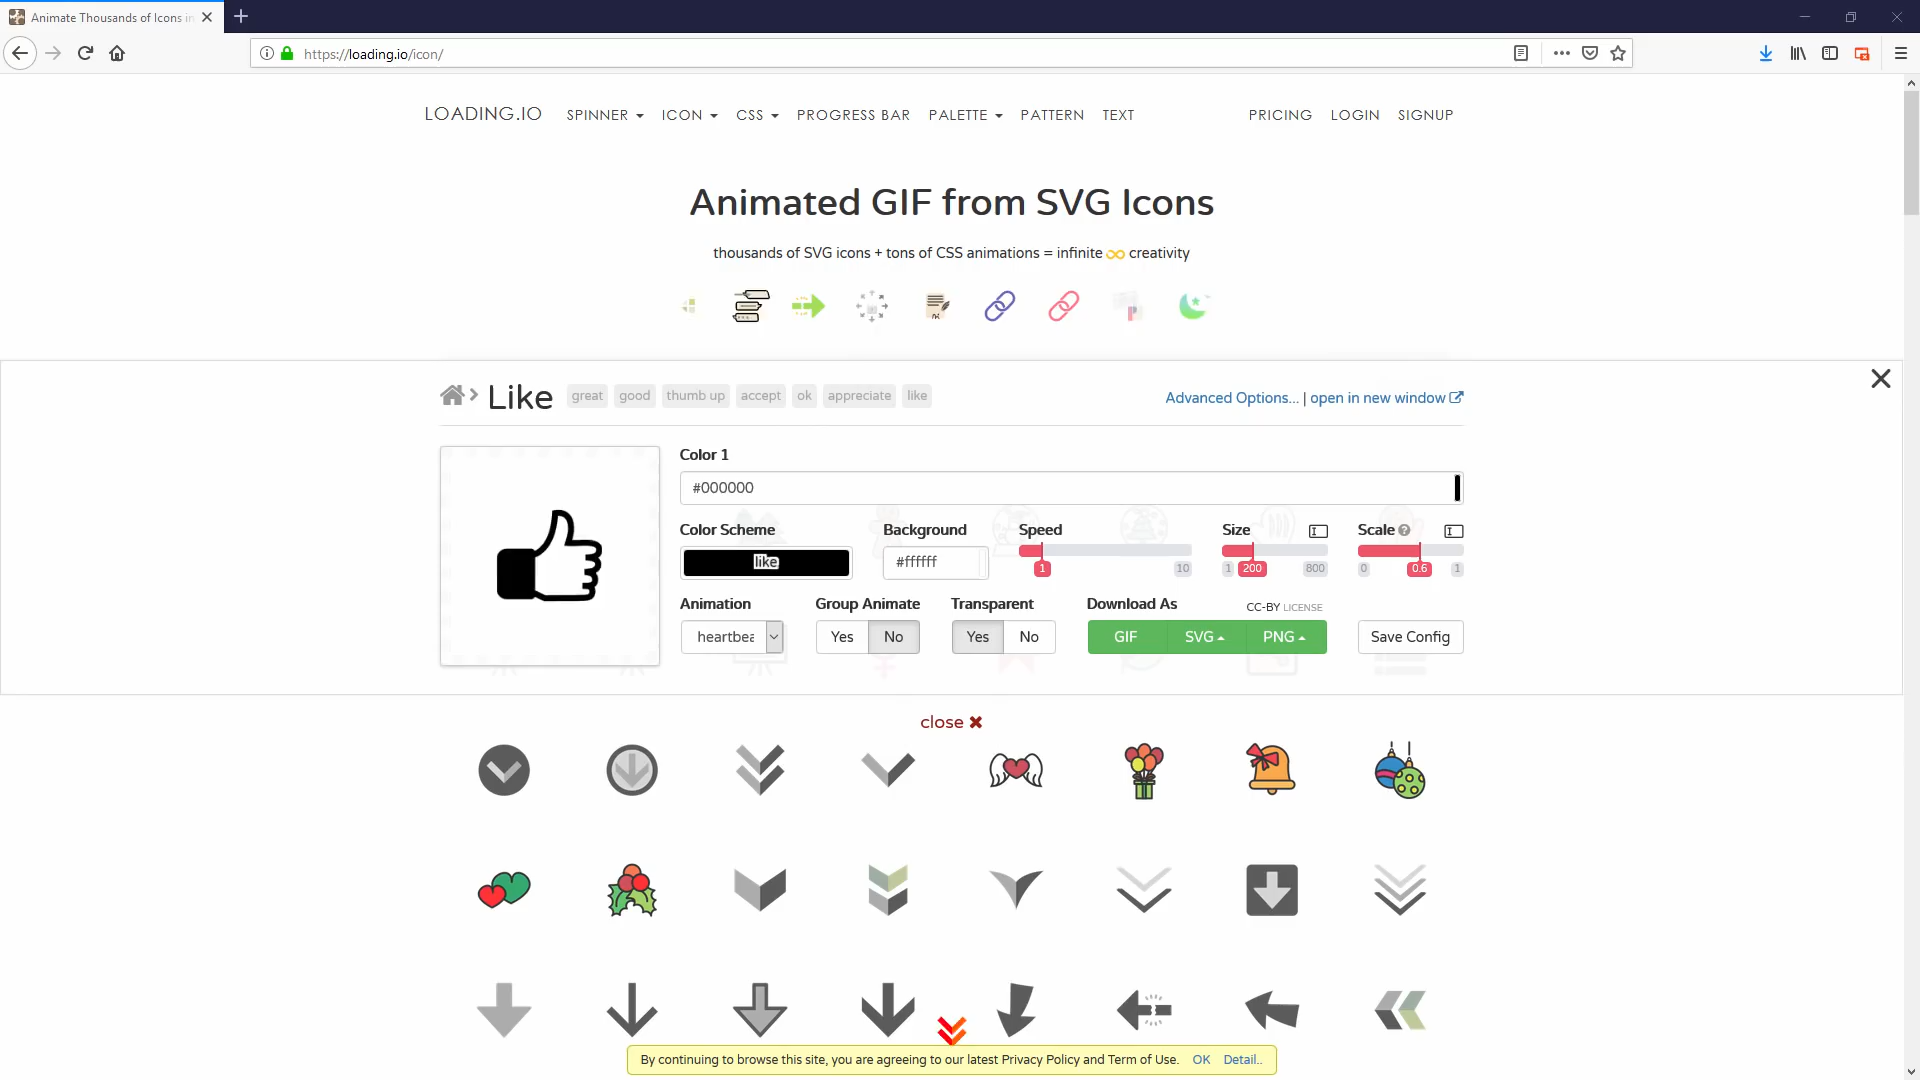 Animate Thousands of Icons in
https://loading.io/icon/
LOADING.IO SPINNER ICON CSS PROGRESS BAR PALETTE PATTERN TEXT PRICING LOGIN SIGNUP
Animated GIF from SVG Icons
thousands of SVG icons + tons of CSS animations = infinite creativity
Like great good thumb up accept ok appreciate like Advanced Options... | open in new window
Color 1
#000000
Color Scheme Background Speed Size Scale
like #ffffff
1 10 1 200 800 0 0.6 1
Animation Group Animate Transparent Download As CC-BY LICENSE
heartbea Yes No Yes No GIF SVG PNG Save Config
close
By continuing to browse this site, you are agreeing to our latest Privacy Policy and Term of Use. OK Detail..